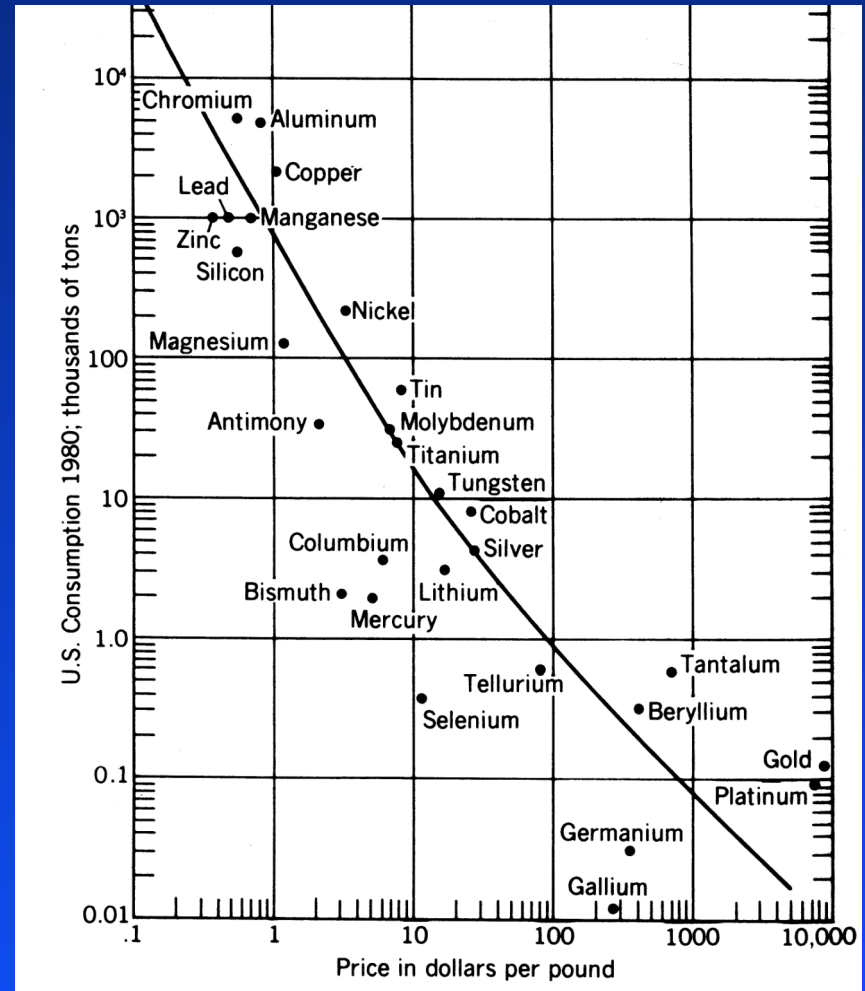 10⁴
Chromium
Aluminum
Copper
Lead
10³
Manganese
Zinc
Silicon
Nickel
Magnesium
100
Tin
Antimony
Molybdenum
Titanium
Tungsten
10
Cobalt
Columbium
Silver
Bismuth
Lithium
Mercury
1.0
Tantalum
Tellurium
Selenium
Beryllium
Gold
0.1
Platinum
Germanium
Gallium
0.01
.1 1 10 100 1000 10,000
Price in dollars per pound
U.S. Consumption 1980; thousands of tons